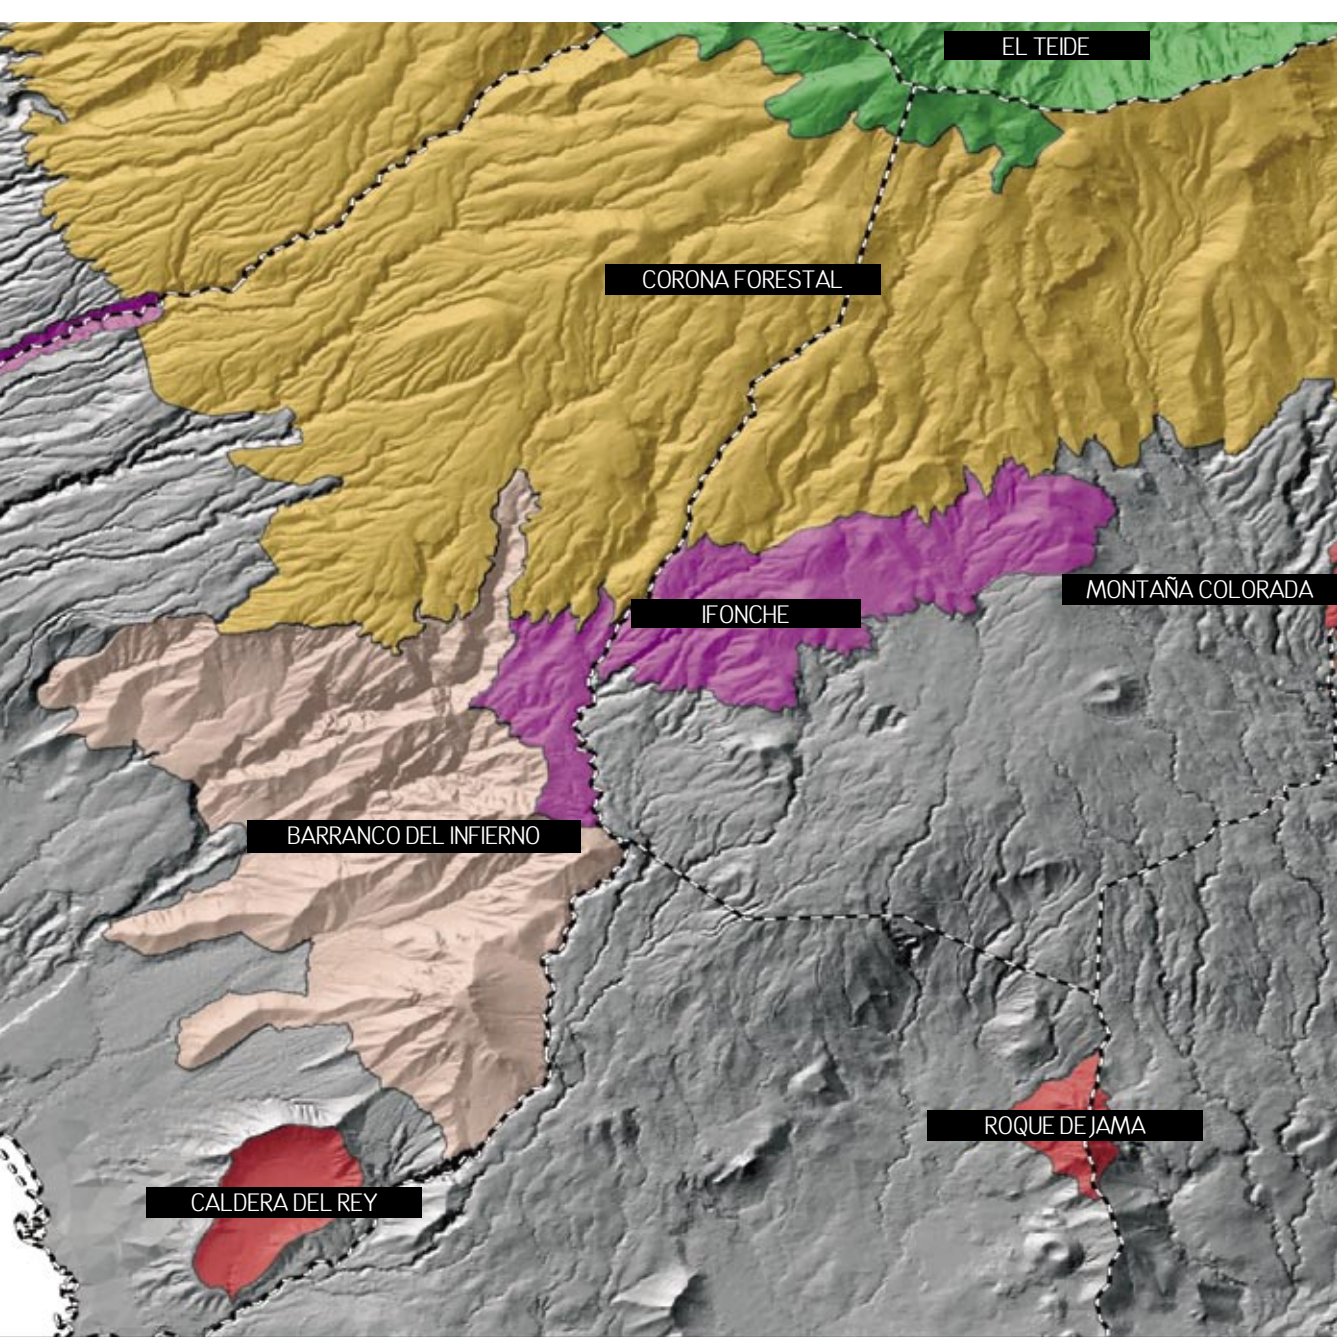 EL TEIDE
CORONA FORESTAL
MONTAÑA COLORADA
IFONCHE
BARRANCO DEL INFIERNO
ROQUE DE JAMA
CALDERA DEL REY